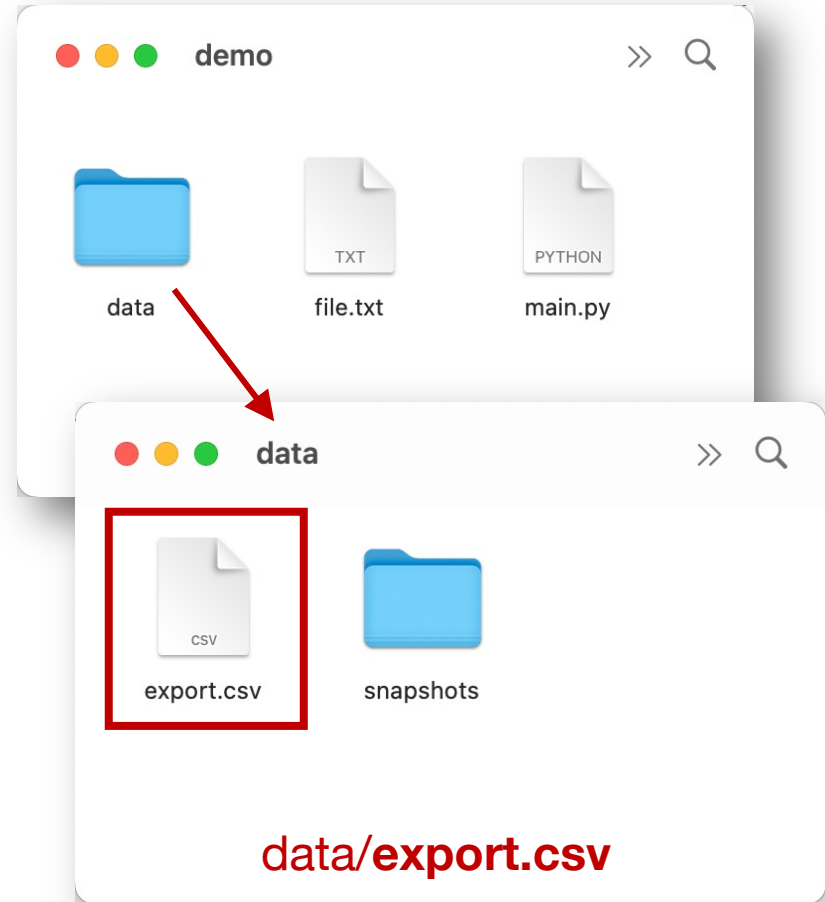 demo
TXT
PYTHON
data
file.txt
main.py
data
CSV
export.csv
snapshots
data/export.csv